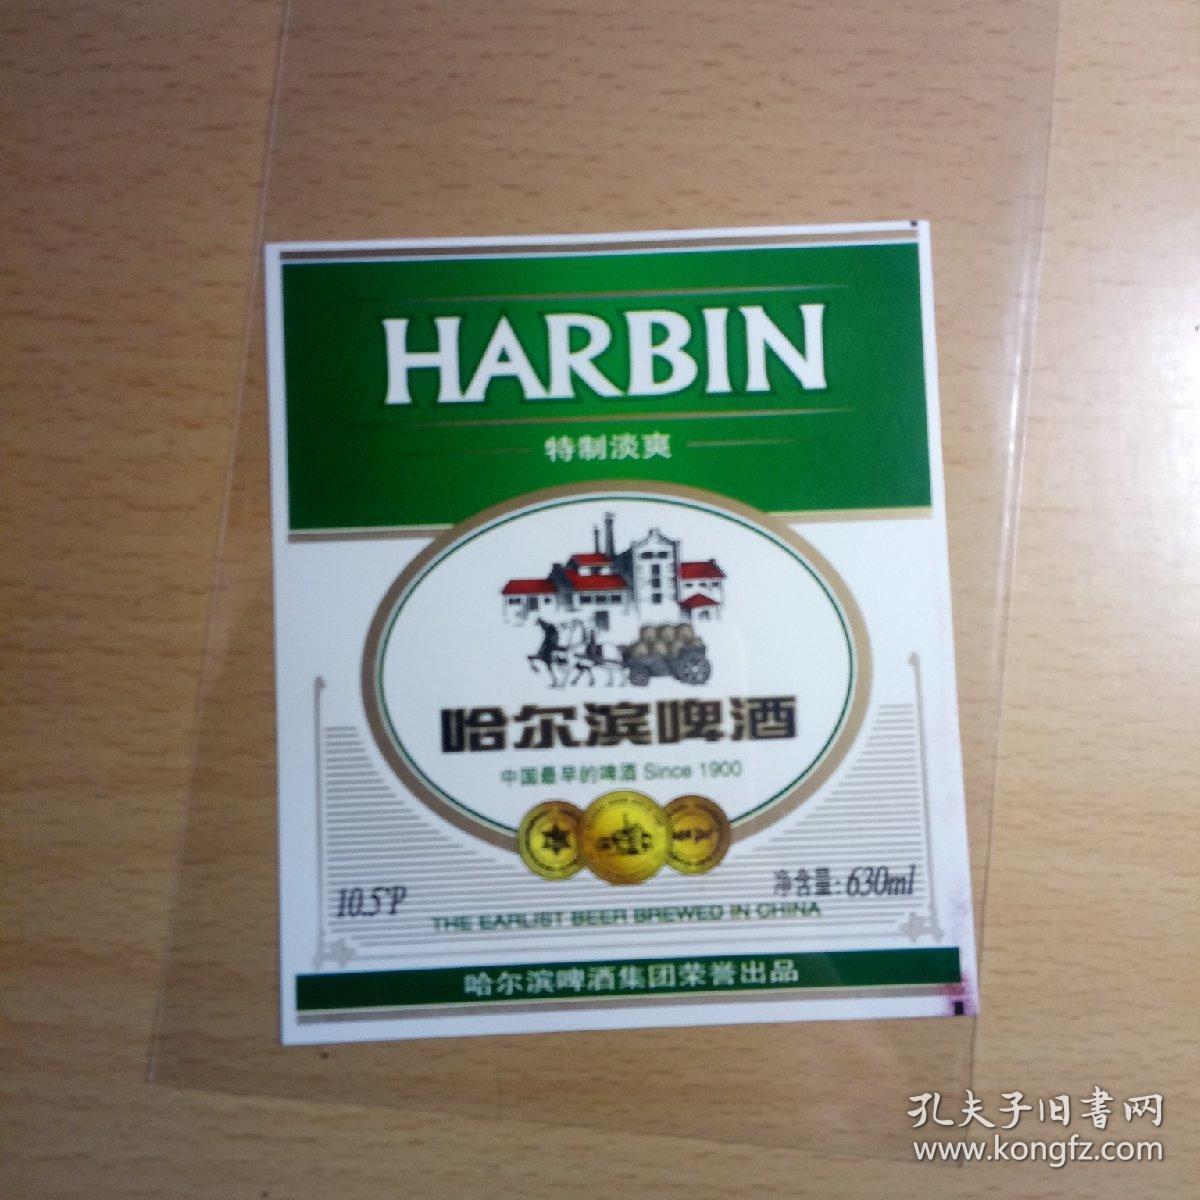 HARBIN
特制淡爽
哈尔滨啤酒
中国最早的啤酒 Since 1900
10.5°P
净含量: 630ml
THE EARLIST BEER BREWED IN CHINA
哈尔滨啤酒集团荣誉出品
孔夫子旧書网
www.kongfz.com